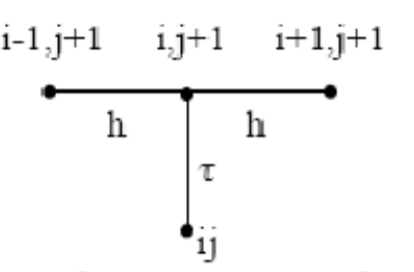 i-1,j+1 i,j+1 i+1,j+1
h h
τ
ij